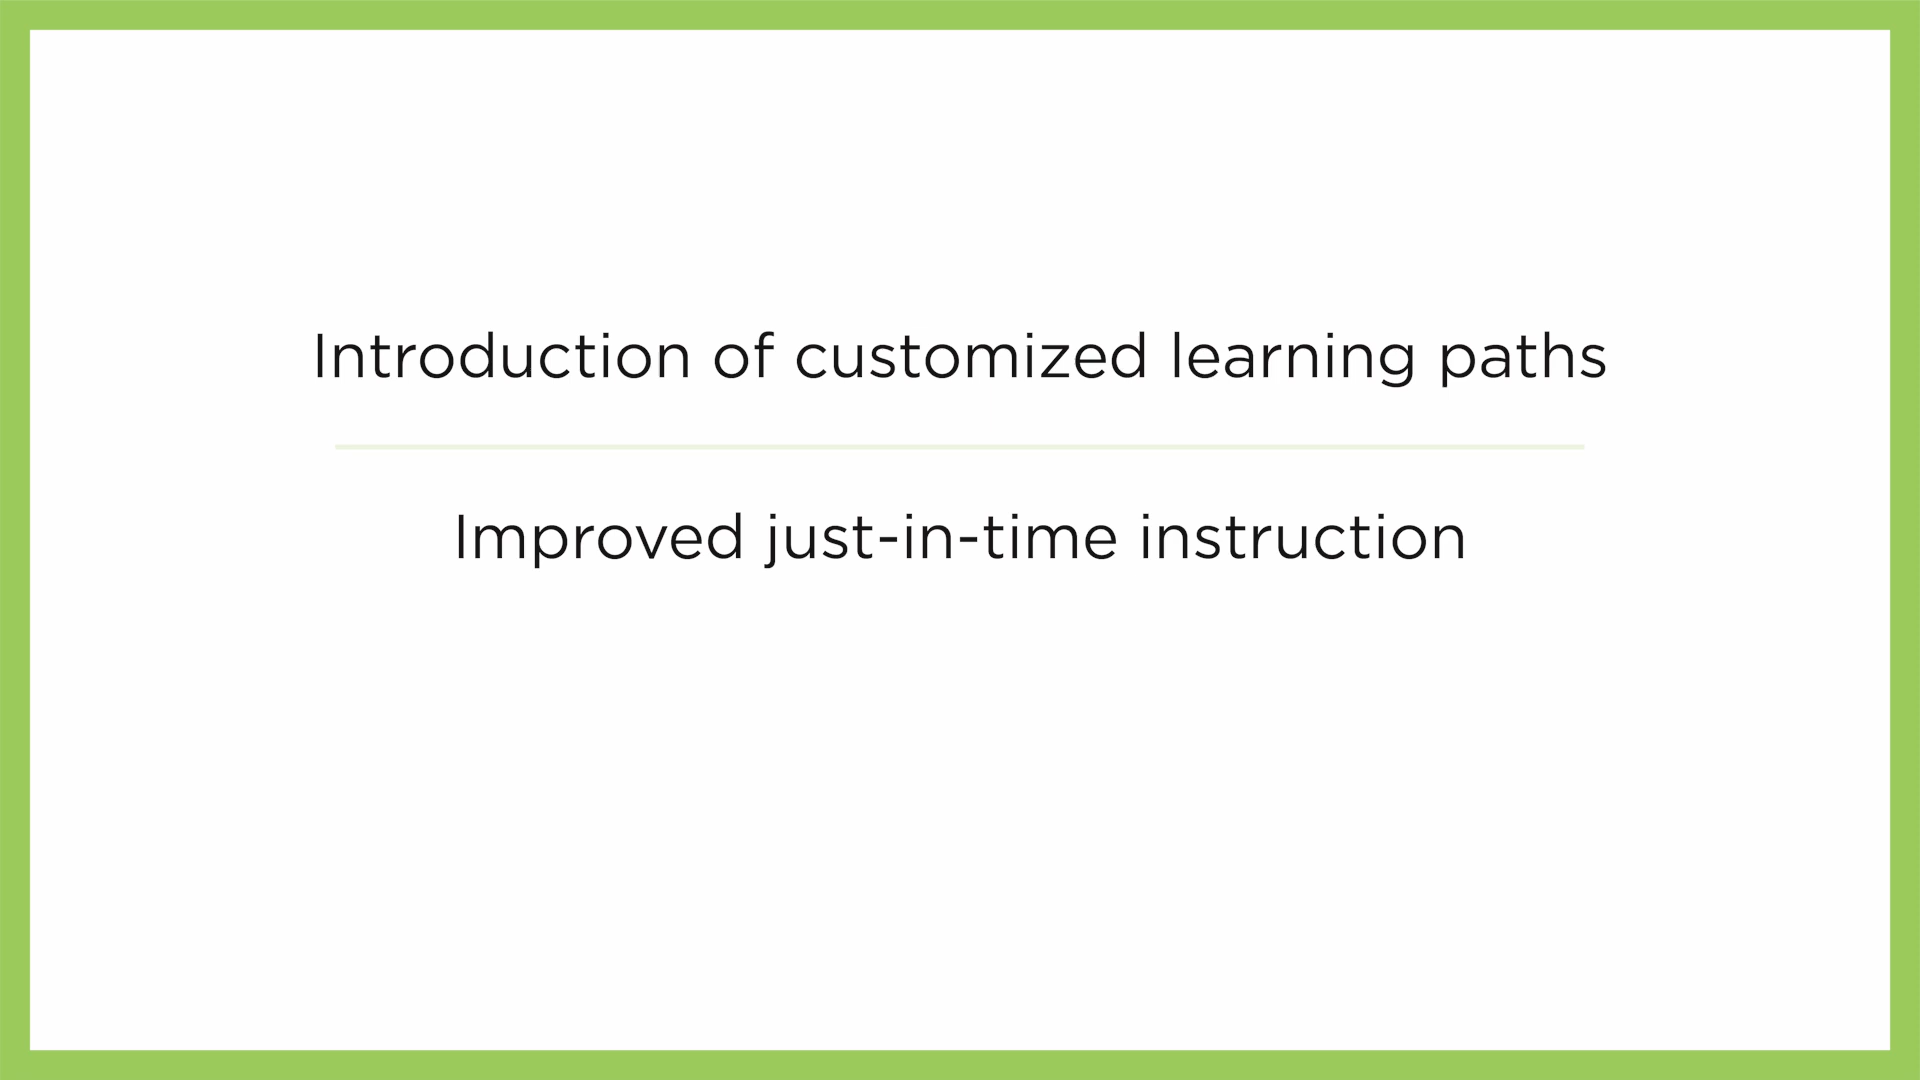 Introduction of customized learning paths
Improved just-in-time instruction